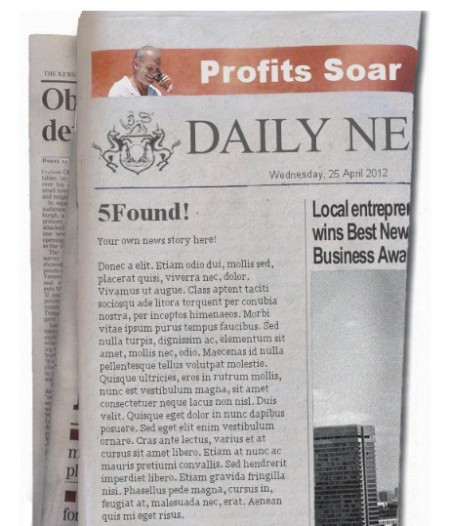 THE NEWS
Profits Soar
DAILY NE
Wednesday, 25 April 2012
5Found!
Your own news story here!
Donec a elit. Etiam odio dui, mollis sed,
placerat quisi, viverra nec, dolor.
Vivamus ut augue. Class aptent taciti
sociosqu ade litora torquent per conubia
nostra, per inceptos himenaeos. Morbi
vitae ipsum purus tempus faucibus. Sed
nulla turpis, dignissim ac, elementum sit
amet, mollis nec, odio. Maecenas id nulla
pellentesque tellus volutpat molestie.
Quisque ultricies, eros in rutrum mollis,
nunc est vestibulum magna, sit amet
consectetuer neque lacus non nisl. Duis
velit. Quisque eget dolor in nunc dapibus
posuere. Sed eget elit enim vestibulum
ornare. Cras ante lectus, varius et at
cursus sit amet libero. Etiam at nunc ac
mauris pretiumi convallis. Sed hendrerit
imperdiet libero. Etiam gravida fringilla
nisi. Phasellus pede magna, cursus in,
feugiat at, malesuada nec, erat. Aenean
quis mi eget risus.
Local entreprer
wins Best New
Business Awa
Ob
de
m
pl
for